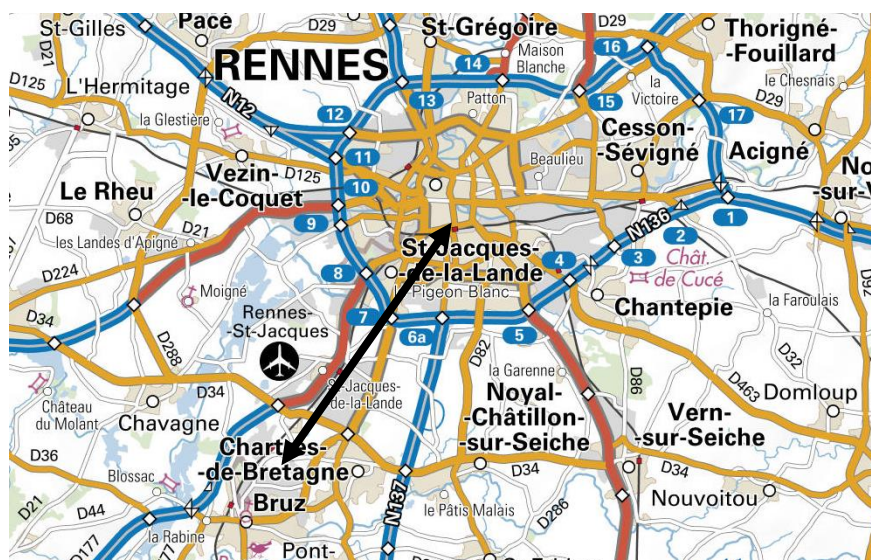 D21
Pacé
D29
St-Grégoire
D29
Thorigné-
-Fouillard
St-Gilles
Maison
Blanche
16
RENNES
14
la
Victoire
le Chesnais
D125
L'Hermitage
13
Patton
15
D29
N12
12
17
la Glestière
Cesson-
-Sévigné
Acigné
11
Beaulieu
Vezin-
-le-Coquet
D125
Le Rheu
10
D68
9
1
les Landes d'Apigné
D21
N136
2
St-Jacques-
-de-la-Lande
4
3
Chât.
de Cucé
D224
8
D92
Moigné
Pigeon Blanc
Chantepie
la Faroulais
Rennes-
-St-Jacques
7
6a
5
D34
D288
D82
la Garenne
D32
D86
D463
Domloup
D34
-Jacques-
-de-la-Lande
Noyal-
-Châtillon-
-sur-Seiche
Vern-
-sur-Seiche
Château
du Molant
Chavagne
D36
-de-Bretagne
D34
D34
Blossac
Nouvoitou
D21
D44
Bruz
N137
le Pâtis Malais
D286
la Rabine
D177
Pont-
D77